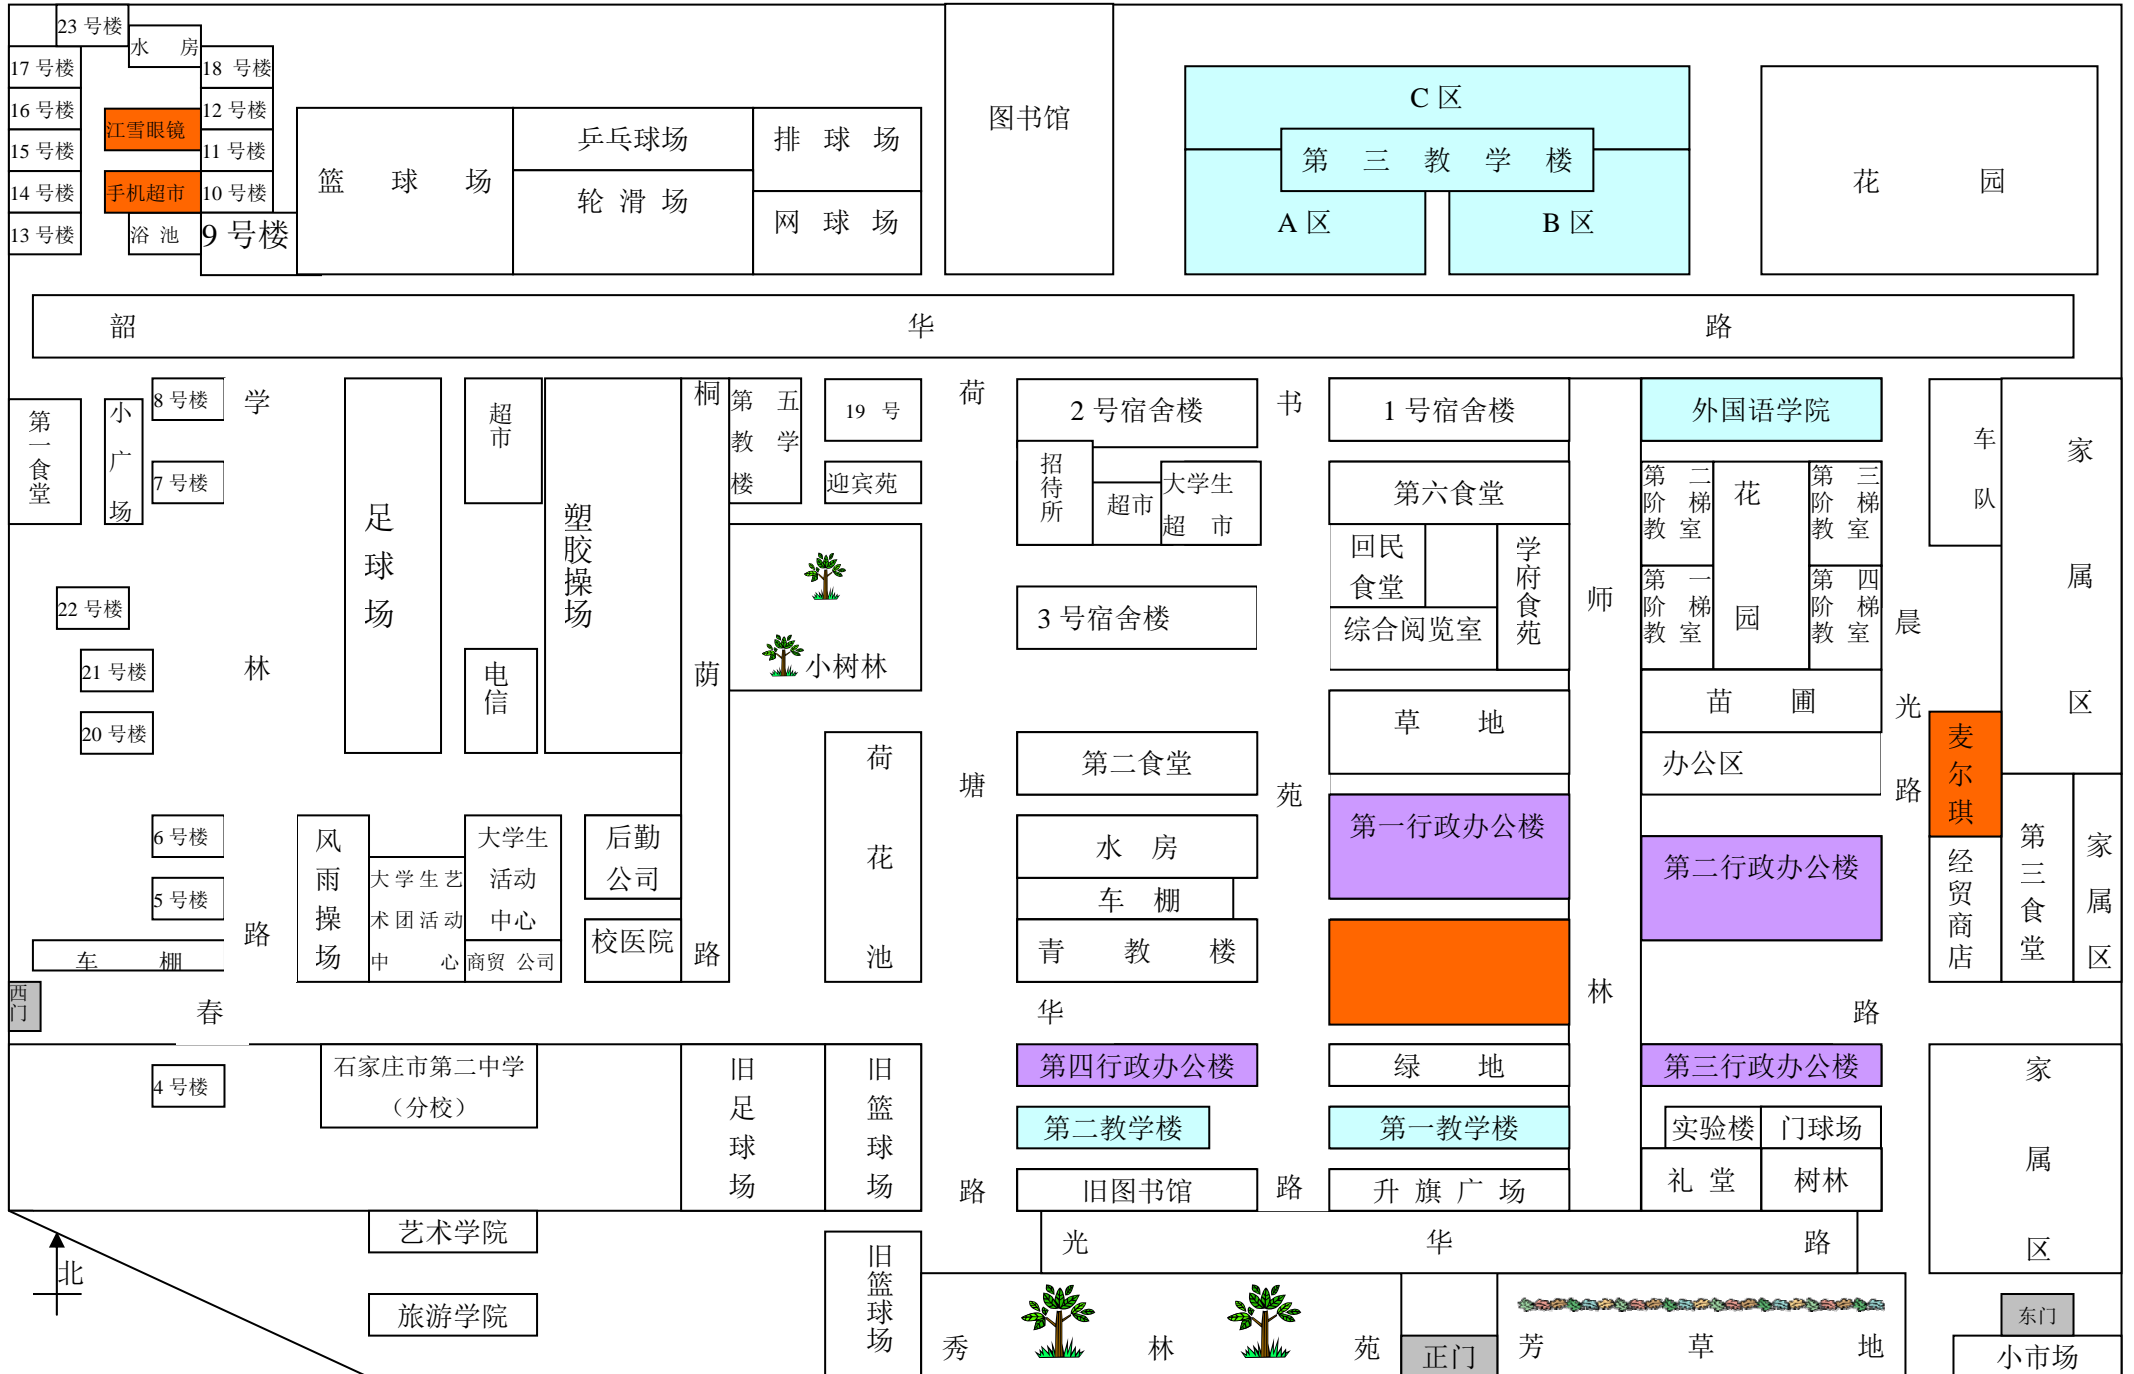 23 号楼
水 房
17 号楼
18 号楼
16 号楼
江雪眼镜
12 号楼
15 号楼
11 号楼
14 号楼
手机超市
10 号楼
13 号楼
浴 池
9 号楼
篮 球 场
乒乓球场
轮 滑 场
排 球 场
网 球 场
图书馆
C 区
第 三 教 学 楼
A 区
B 区
花 园
韶 华 路
第一食堂
小广场
8 号楼
7 号楼
学林路
22 号楼
21 号楼
20 号楼
6 号楼
5 号楼
车 棚
西门
足球场
超市
电信
塑胶操场
桐荫路
第 五
教 学
楼
19 号
迎宾苑
小树林
荷花池
风雨操场
大学生艺
术团活动
中 心
大学生
活动
中心
商贸 公司
后勤
公司
校医院
荷塘路
2 号宿舍楼
招待所
超市
大学生
超 市
3 号宿舍楼
第二食堂
水 房
车 棚
青 教 楼
书苑路
1 号宿舍楼
第六食堂
回民
食堂
学府食苑
综合阅览室
草 地
第一行政办公楼
师林
外国语学院
第 二
阶 梯
教 室
花园
第 三
阶 梯
教 室
第 一
阶 梯
教 室
第 四
阶 梯
教 室
苗 圃
办公区
第二行政办公楼
晨光路
车队
家属区
麦尔琪
经贸商店
第三食堂
家属区
春 华 路
4 号楼
石家庄市第二中学
（分校）
旧足球场
旧篮球场
第四行政办公楼
第二教学楼
旧图书馆
绿 地
第一教学楼
升 旗 广 场
第三行政办公楼
实验楼
门球场
礼 堂
树林
家属区
光 华 路
艺术学院
旅游学院
旧篮球场
北
秀 林 苑
正门
芳 草 地
东门
小市场